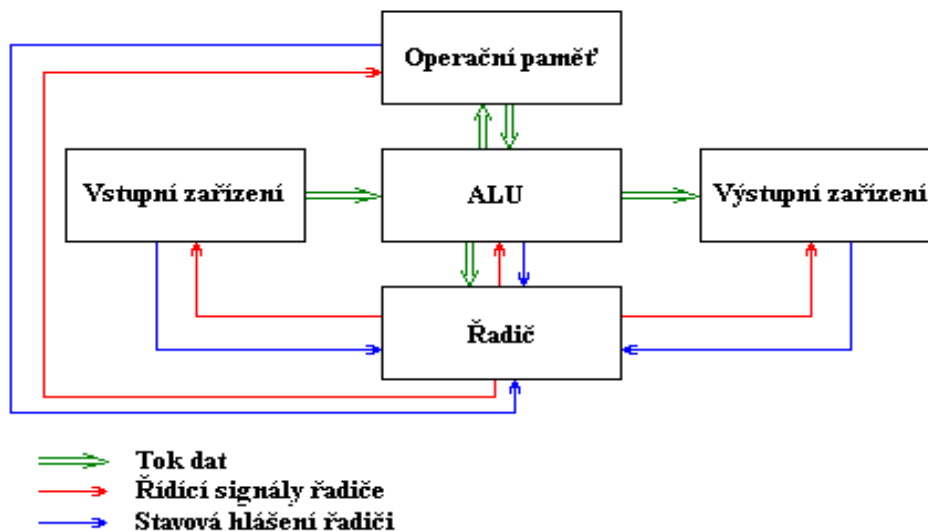 Operační paměť
Vstupní zařízení
ALU
Výstupní zařízení
Řadič
Tok dat
Řídící signály řadiče
Stavová hlášení řadiči